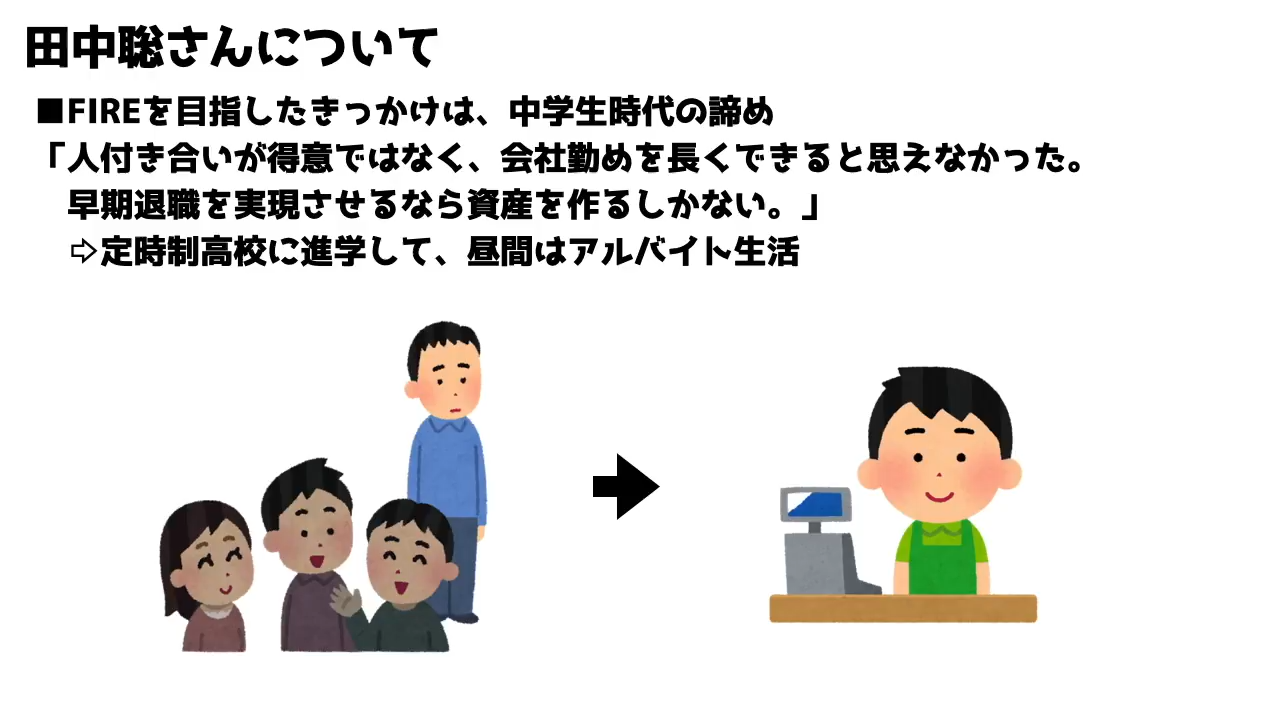 田中聡さんについて
■FIREを目指したきっかけは、中学生時代の諦め
「人付き合いが得意ではなく、会社勤めを長くできると思えなかった。
早期退職を実現させるなら資産を作るしかない。」
⇨定時制高校に進学して、昼間はアルバイト生活